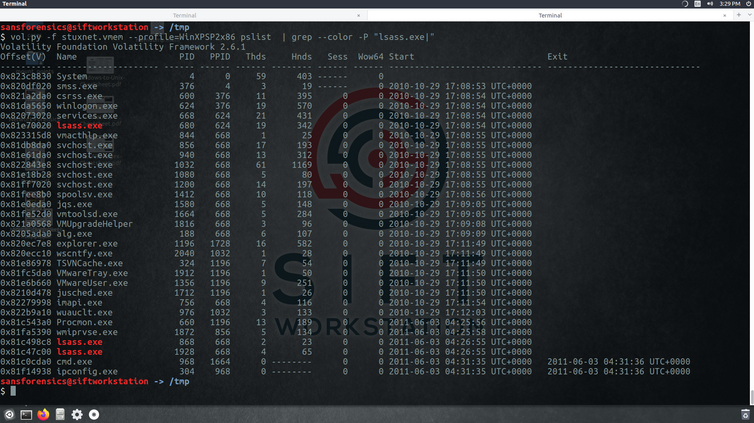 Terminal
3:29 PM
Terminal
Terminal
sansforensics@siftworkstation -> /tmp
$ vol.py -f stuxnet.vmem --profile=WinXPSP2x86 pslist | grep --color -P "lsass.exe|"
Volatility Foundation Volatility Framework 2.6.1
Offset(V) Name PID PPID Thds Hnds Sess Wow64 Start Exit
0x823c8830 System 4 0 59 403 ------ 0
0x820df020 smss.exe 376 4 3 19 ------ 0 2010-10-29 17:08:53 UTC+0000
0x821a2da0 csrss.exe 600 376 11 395 0 0 2010-10-29 17:08:54 UTC+0000
0x81da5650 winlogon.exe 624 376 19 570 0 0 2010-10-29 17:08:54 UTC+0000
0x82073020 services.exe 668 624 21 431 0 0 2010-10-29 17:08:54 UTC+0000
0x81e70020 lsass.exe 680 624 19 342 0 0 2010-10-29 17:08:54 UTC+0000
0x823315d8 vmacthlp.exe 844 668 1 25 0 0 2010-10-29 17:08:55 UTC+0000
0x81db8da0 svchost.exe 856 668 17 193 0 0 2010-10-29 17:08:55 UTC+0000
0x81e61da0 svchost.exe 940 668 13 312 0 0 2010-10-29 17:08:55 UTC+0000
0x822843e8 svchost.exe 1032 668 61 1169 0 0 2010-10-29 17:08:55 UTC+0000
0x81e18b28 svchost.exe 1080 668 5 80 0 0 2010-10-29 17:08:55 UTC+0000
0x81ff7020 svchost.exe 1200 668 14 197 0 0 2010-10-29 17:08:55 UTC+0000
0x81fee8b0 spoolsv.exe 1412 668 10 118 0 0 2010-10-29 17:08:56 UTC+0000
0x81e0eda0 jqs.exe 1580 668 5 148 0 0 2010-10-29 17:09:05 UTC+0000
0x81fe52d0 vmtoolsd.exe 1664 668 5 284 0 0 2010-10-29 17:09:05 UTC+0000
0x821a0568 VMUpgradeHelper 1816 668 3 96 0 0 2010-10-29 17:09:08 UTC+0000
0x8205ada0 alg.exe 188 668 6 107 0 0 2010-10-29 17:09:09 UTC+0000
0x820ec7e8 explorer.exe 1196 1728 16 582 0 0 2010-10-29 17:11:49 UTC+0000
0x820ecc10 wscntfy.exe 2040 1032 1 28 0 0 2010-10-29 17:11:49 UTC+0000
0x81e86978 TSVNCache.exe 324 1196 7 54 0 0 2010-10-29 17:11:49 UTC+0000
0x81fc5da0 VMwareTray.exe 1912 1196 1 50 0 0 2010-10-29 17:11:50 UTC+0000
0x81e6b660 VMwareUser.exe 1356 1196 9 251 0 0 2010-10-29 17:11:50 UTC+0000
0x8210d478 jusched.exe 1712 1196 1 26 0 0 2010-10-29 17:11:50 UTC+0000
0x82279998 imapi.exe 756 668 4 116 0 0 2010-10-29 17:11:54 UTC+0000
0x822b9a10 wuauclt.exe 976 1032 3 133 0 0 2010-10-29 17:12:03 UTC+0000
0x81c543a0 Procmon.exe 660 1196 13 189 0 0 2011-06-03 04:25:56 UTC+0000
0x81fa5390 wmiprvse.exe 1872 856 5 134 0 0 2011-06-03 04:25:58 UTC+0000
0x81c498c8 lsass.exe 868 668 2 23 0 0 2011-06-03 04:26:55 UTC+0000
0x81c47c00 lsass.exe 1928 668 4 65 0 0 2011-06-03 04:26:55 UTC+0000
0x81c0cda0 cmd.exe 968 1664 0 -------- 0 0 2011-06-03 04:31:35 UTC+0000 2011-06-03 04:31:36 UTC+0000
0x81f14938 ipconfig.exe 304 968 0 -------- 0 0 2011-06-03 04:31:35 UTC+0000 2011-06-03 04:31:36 UTC+0000
sansforensics@siftworkstation -> /tmp
$